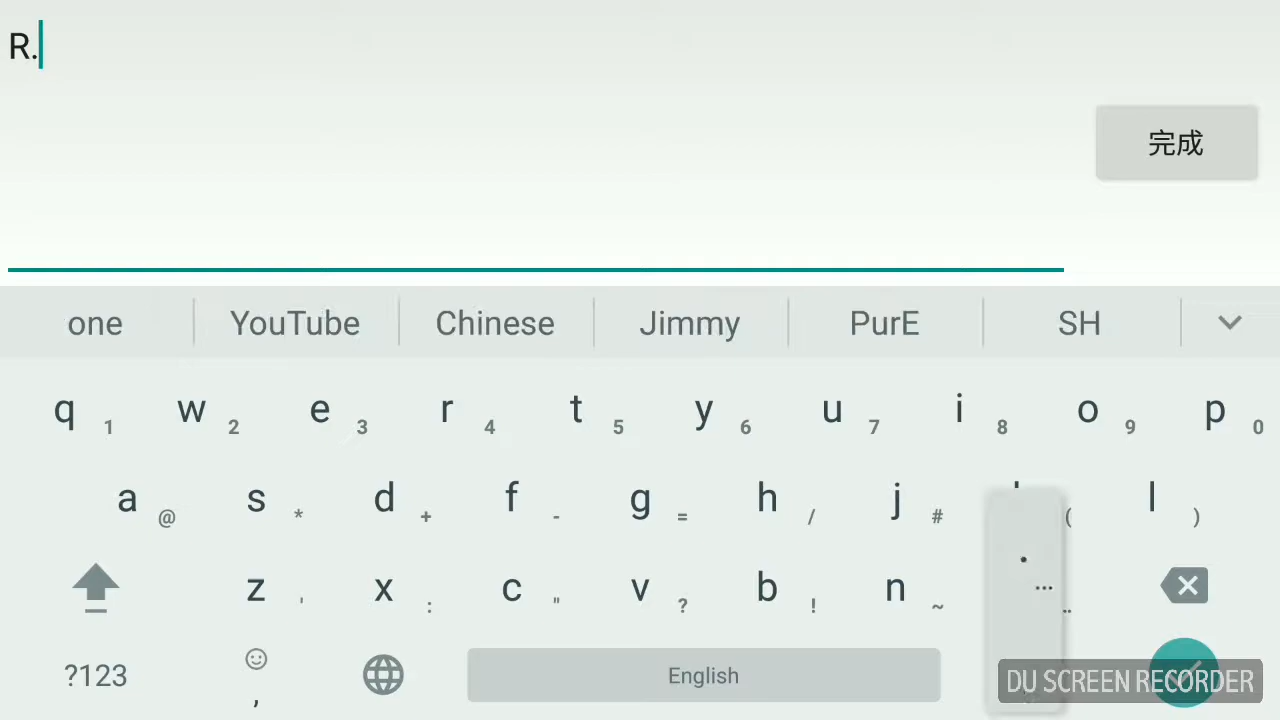 R.
完成
one YouTube Chinese Jimmy PurE SH
q 1 w 2 e 3 r 4 t 5 y 6 u 7 i 8 o 9 p 0
a @ s * d + f - g = h / j # ( l )
z ' x : c " v ? b ! n ~ . ...
?123 , English
DU SCREEN RECORDER